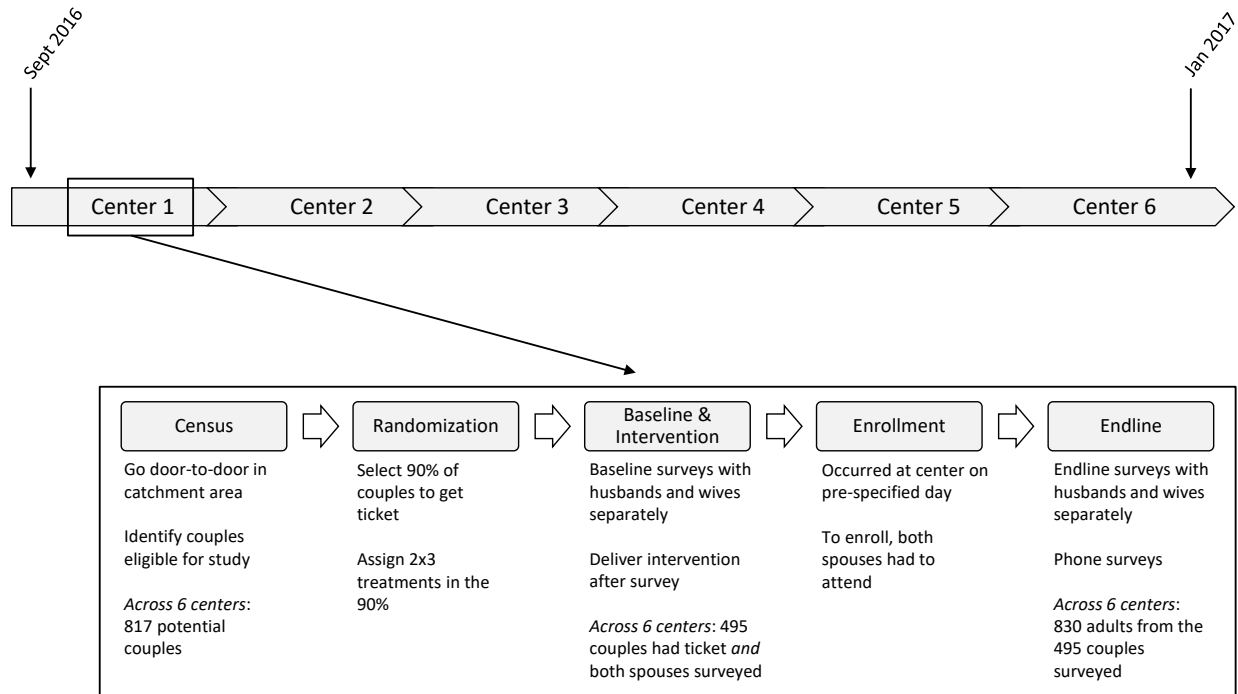 Sept 2016
Jan 2017
Center 1
Center 2
Center 3
Center 4
Center 5
Center 6
Census
Go door-to-door in
catchment area
Identify couples
eligible for study
Across 6 centers:
817 potential
couples
Randomization
Select 90% of
couples to get
ticket
Assign 2x3
treatments in the
90%
Baseline &
Intervention
Baseline surveys with
husbands and wives
separately
Deliver intervention
after survey
Across 6 centers: 495
couples had ticket and
both spouses surveyed
Enrollment
Occurred at center on
pre-specified day
To enroll, both
spouses had to
attend
Endline
Endline surveys with
husbands and wives
separately
Phone surveys
Across 6 centers:
830 adults from the
495 couples
surveyed